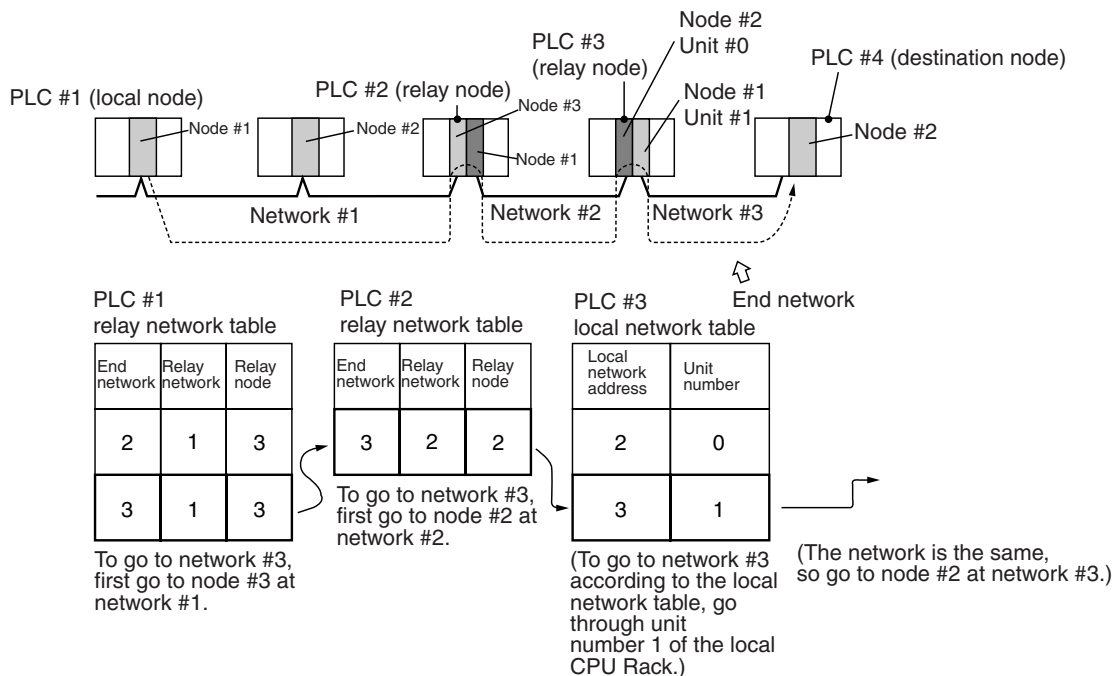 Node #2
Unit #0
PLC #3
(relay node)
PLC #4 (destination node)
PLC #1 (local node)
PLC #2 (relay node)
Node #1
Unit #1
Node #1
Node #2
Node #3
Node #1
Node #2
Network #1
Network #2
Network #3
End network
PLC #1
relay network table
End
network
Relay
network
Relay
node
2 1 3
3 1 3
To go to network #3,
first go to node #3 at
network #1.
PLC #2
relay network table
End
network
Relay
network
Relay
node
3 2 2
To go to network #3,
first go to node #2 at
network #2.
PLC #3
local network table
Local
network
address
Unit
number
2 0
3 1
(To go to network #3
according to the local
network table, go
through unit
number 1 of the local
CPU Rack.)
(The network is the same,
so go to node #2 at network #3.)